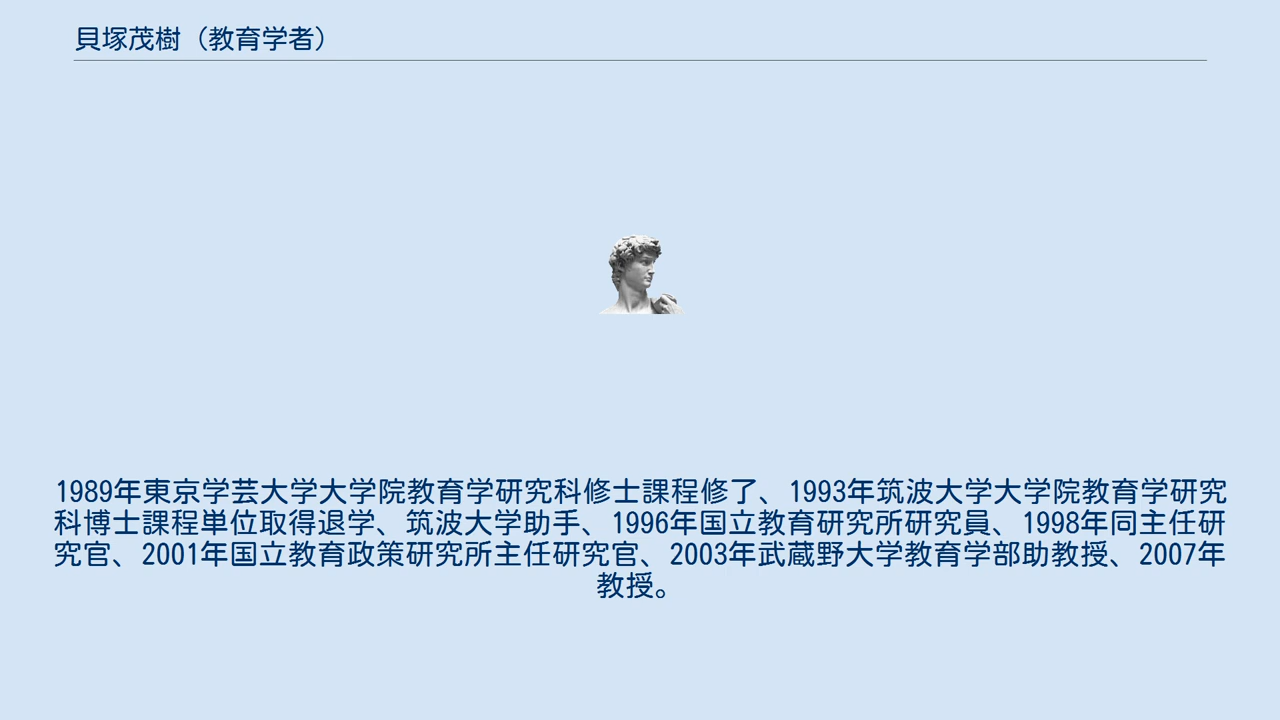 貝塚茂樹（教育学者）
1989年東京学芸大学大学院教育学研究科修士課程修了、1993年筑波大学大学院教育学研究
科博士課程単位取得退学、筑波大学助手、1996年国立教育研究所研究員、1998年同主任研
究官、2001年国立教育政策研究所主任研究官、2003年武蔵野大学教育学部助教授、2007年
教授。